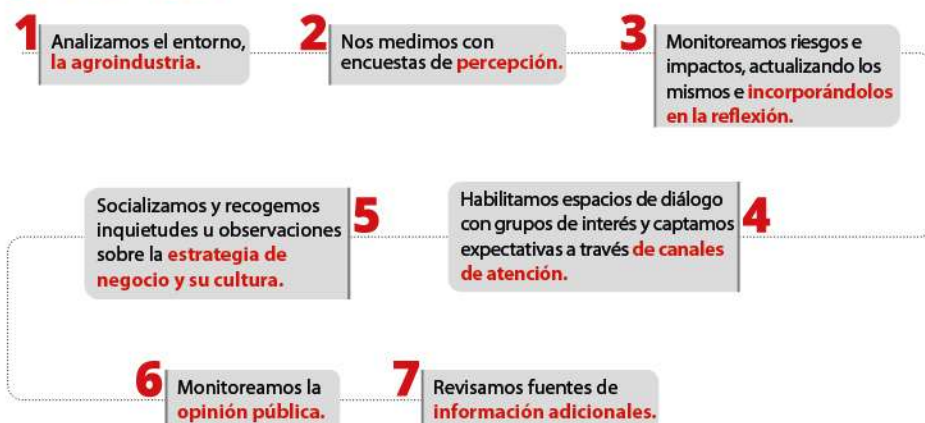 1
Analizamos el entorno,
la agroindustria.
2
Nos medimos con
encuestas de percepción.
3
Monitoreamos riesgos e
impactos, actualizando los
mismos e incorporándolos
en la reflexión.
4
Habilitamos espacios de diálogo
con grupos de interés y captamos
expectativas a través de canales
de atención.
5
Socializamos y recogemos
inquietudes u observaciones
sobre la estrategia de
negocio y su cultura.
6
Monitoreamos la
opinión pública.
7
Revisamos fuentes de
información adicionales.